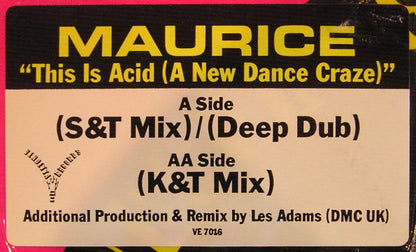 MAURICE
"This Is Acid (A New Dance Craze)"
A Side
(S&T Mix)/(Deep Dub)
AA Side
(K&T Mix)
Additional Production & Remix by Les Adams (DMC UK)
VE 7016